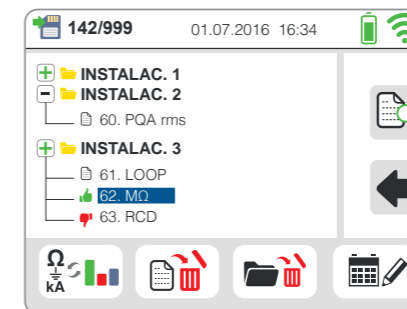 142/999 01.07.2016 16:34
INSTALAC. 1
INSTALAC. 2
60. PQA rms
INSTALAC. 3
61. LOOP
62. MΩ
63. RCD
Ω
kA